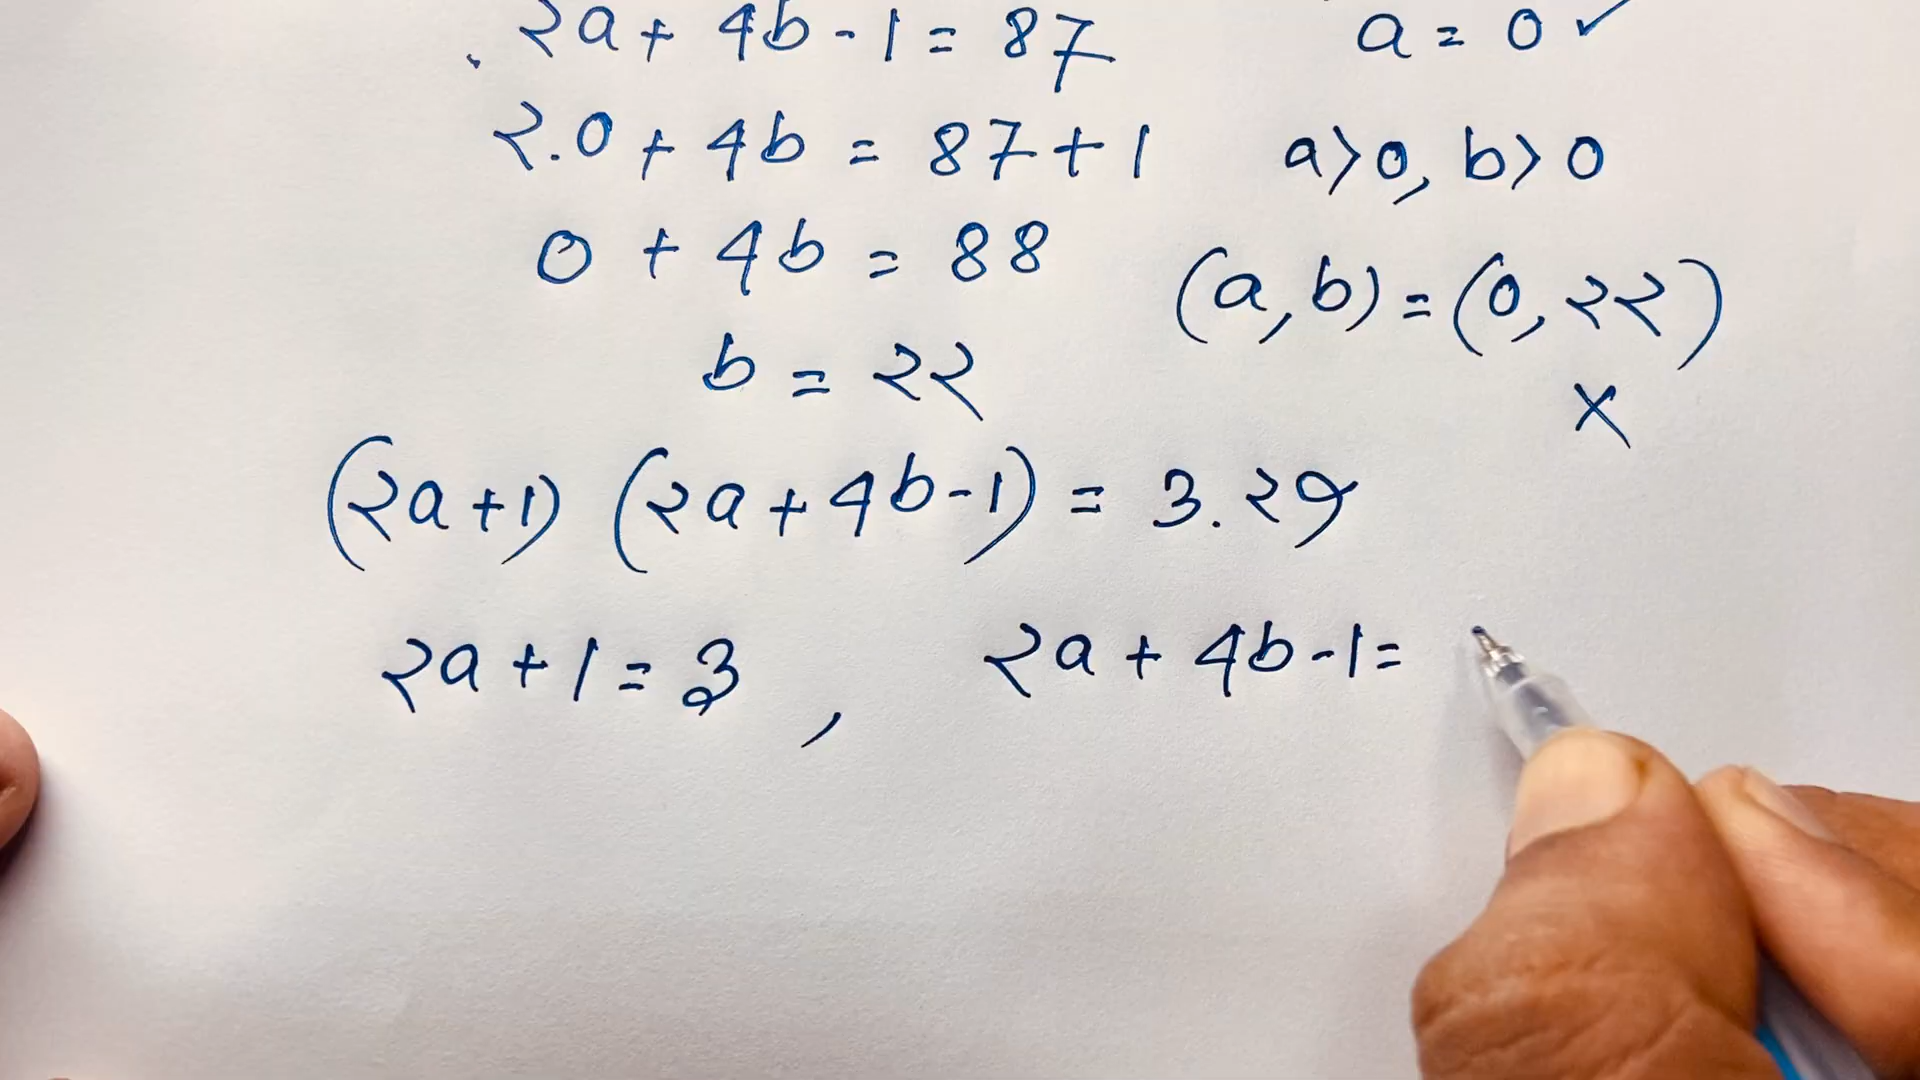 2a + 4b - 1 = 87
a = 0 ✓
2.0 + 4b = 87 + 1
a > 0, b > 0
0 + 4b = 88
(a, b) = (0, 22)
b = 22
×
(2a + 1) (2a + 4b - 1) = 3.29
2a + 1 = 3 , 2a + 4b - 1 =